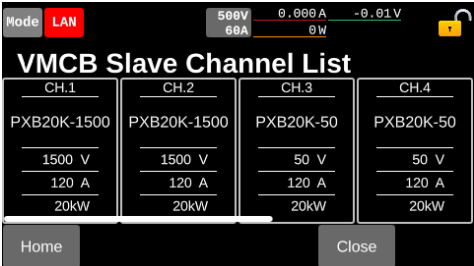 Mode LAN 500V 60A 0.000A -0.01V 0W
VMCB Slave Channel List
CH.1 CH.2 CH.3 CH.4
PXB20K-1500 PXB20K-1500 PXB20K-50 PXB20K-50
1500 V 1500 V 50 V 50 V
120 A 120 A 120 A 120 A
20kW 20kW 20kW 20kW
Home Close